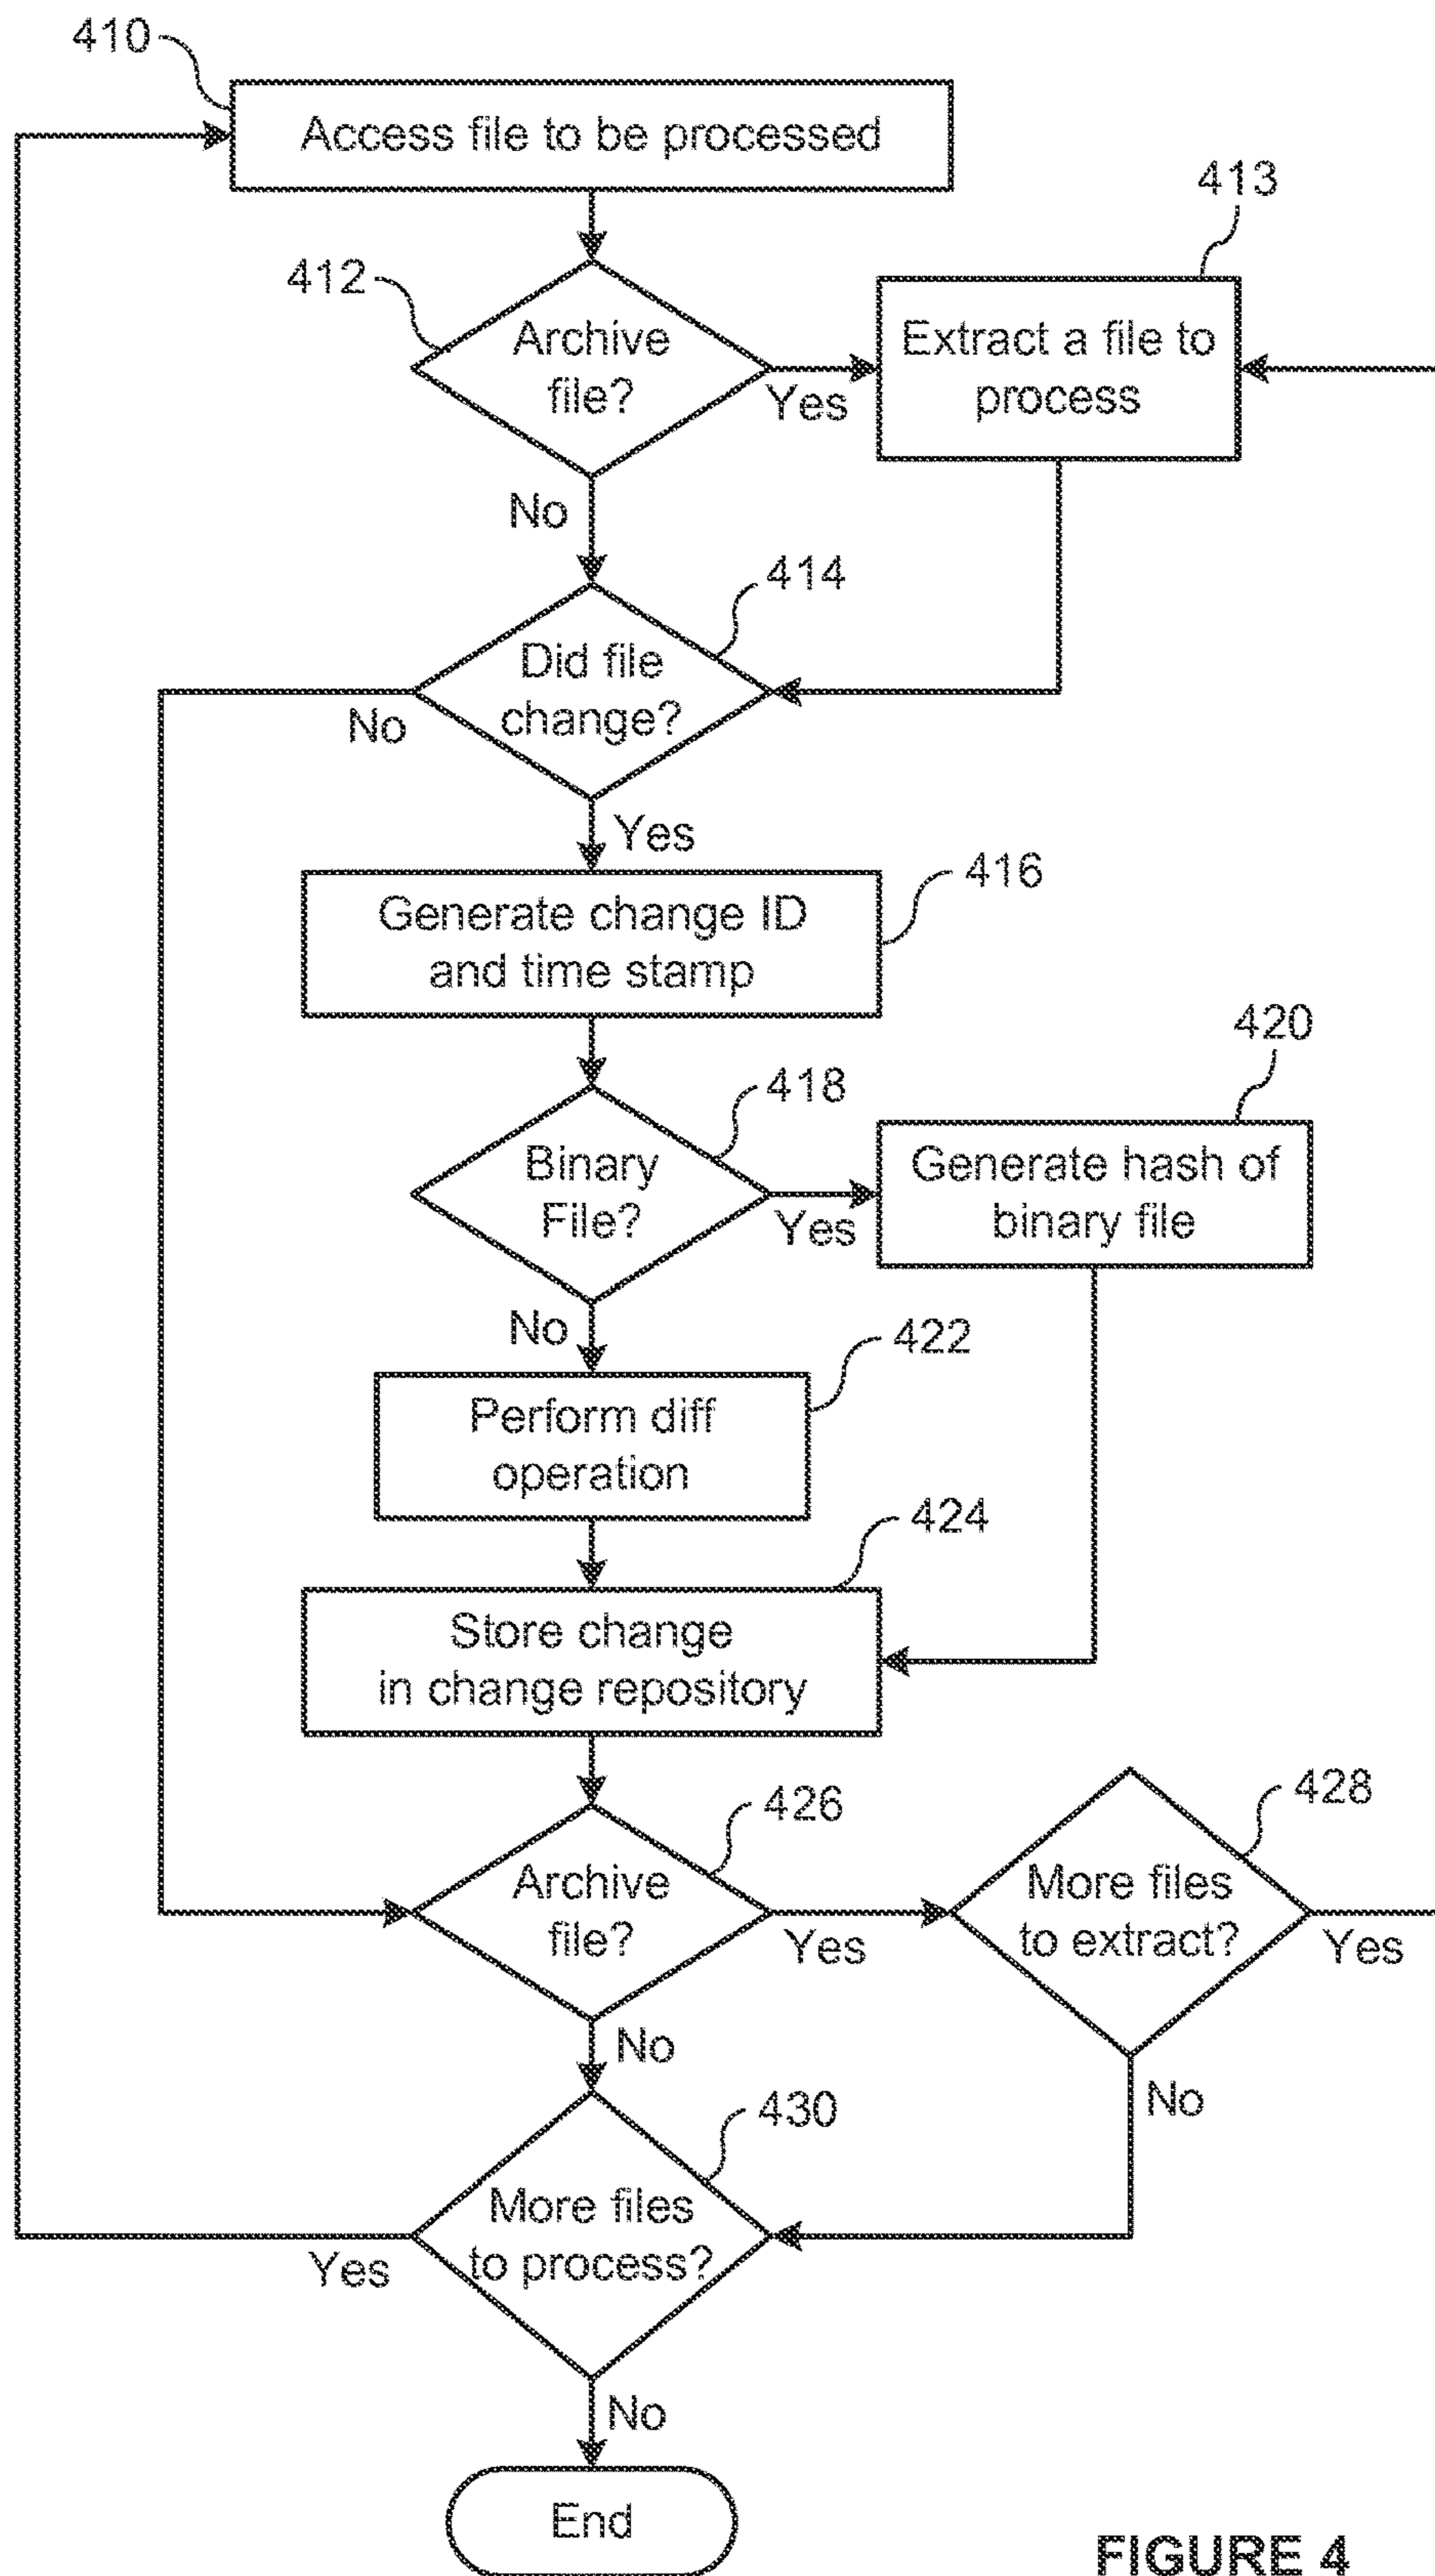 410
Access file to be processed
413
412
Archive
file?
Yes
Extract a file to
process
No
414
Did file
change?
No
Yes
416
Generate change ID
and time stamp
420
418
Binary
File?
Yes
Generate hash of
binary file
No
422
Perform diff
operation
424
Store change
in change repository
426
428
Archive
file?
Yes
More files
to extract?
Yes
No
No
430
More files
to process?
Yes
No
End
FIGURE 4